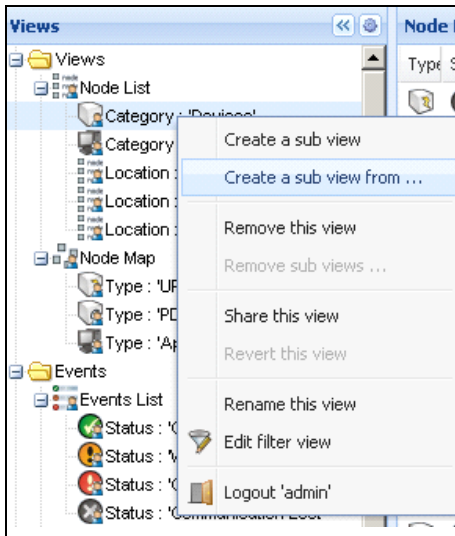 Views
Node
Type S
Views
Node List
Category : 'Devices'
Category
Location :
Location :
Location :
Node Map
Type : 'UP
Type : 'PD
Type : 'Ap
Events
Events List
Status :
Status :
Status :
Status : 'Communication Lost'
Create a sub view
Create a sub view from ...
Remove this view
Remove sub views ...
Share this view
Revert this view
Rename this view
Edit filter view
Logout 'admin'